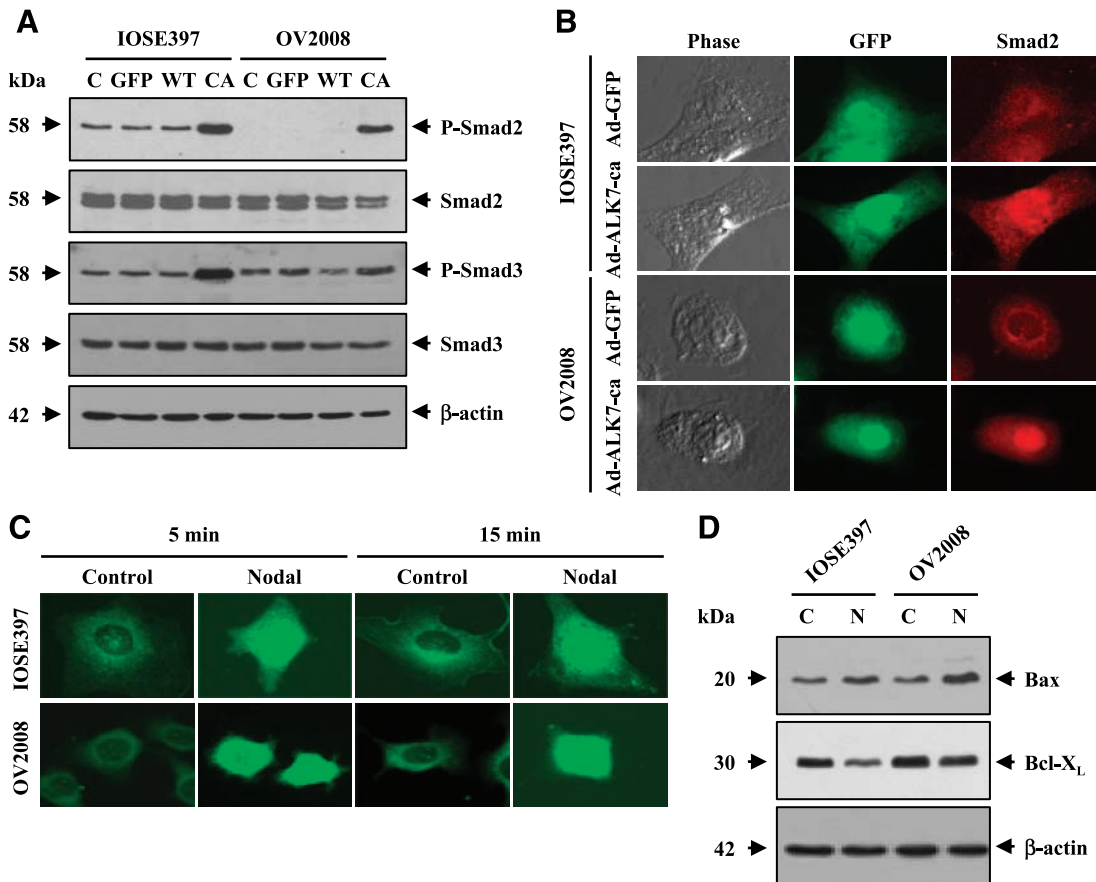 A
IOSE397 OV2008
kDa C GFP WT CA C GFP WT CA
58 P-Smad2
58 Smad2
58 P-Smad3
58 Smad3
42 β-actin
B
Phase GFP Smad2
IOSE397
Ad-GFP
Ad-ALK7-ca
OV2008
Ad-GFP
Ad-ALK7-ca
C
5 min 15 min
Control Nodal Control Nodal
IOSE397
OV2008
D
IOSE397 OV2008
kDa C N C N
20 Bax
30 Bcl-XL
42 β-actin